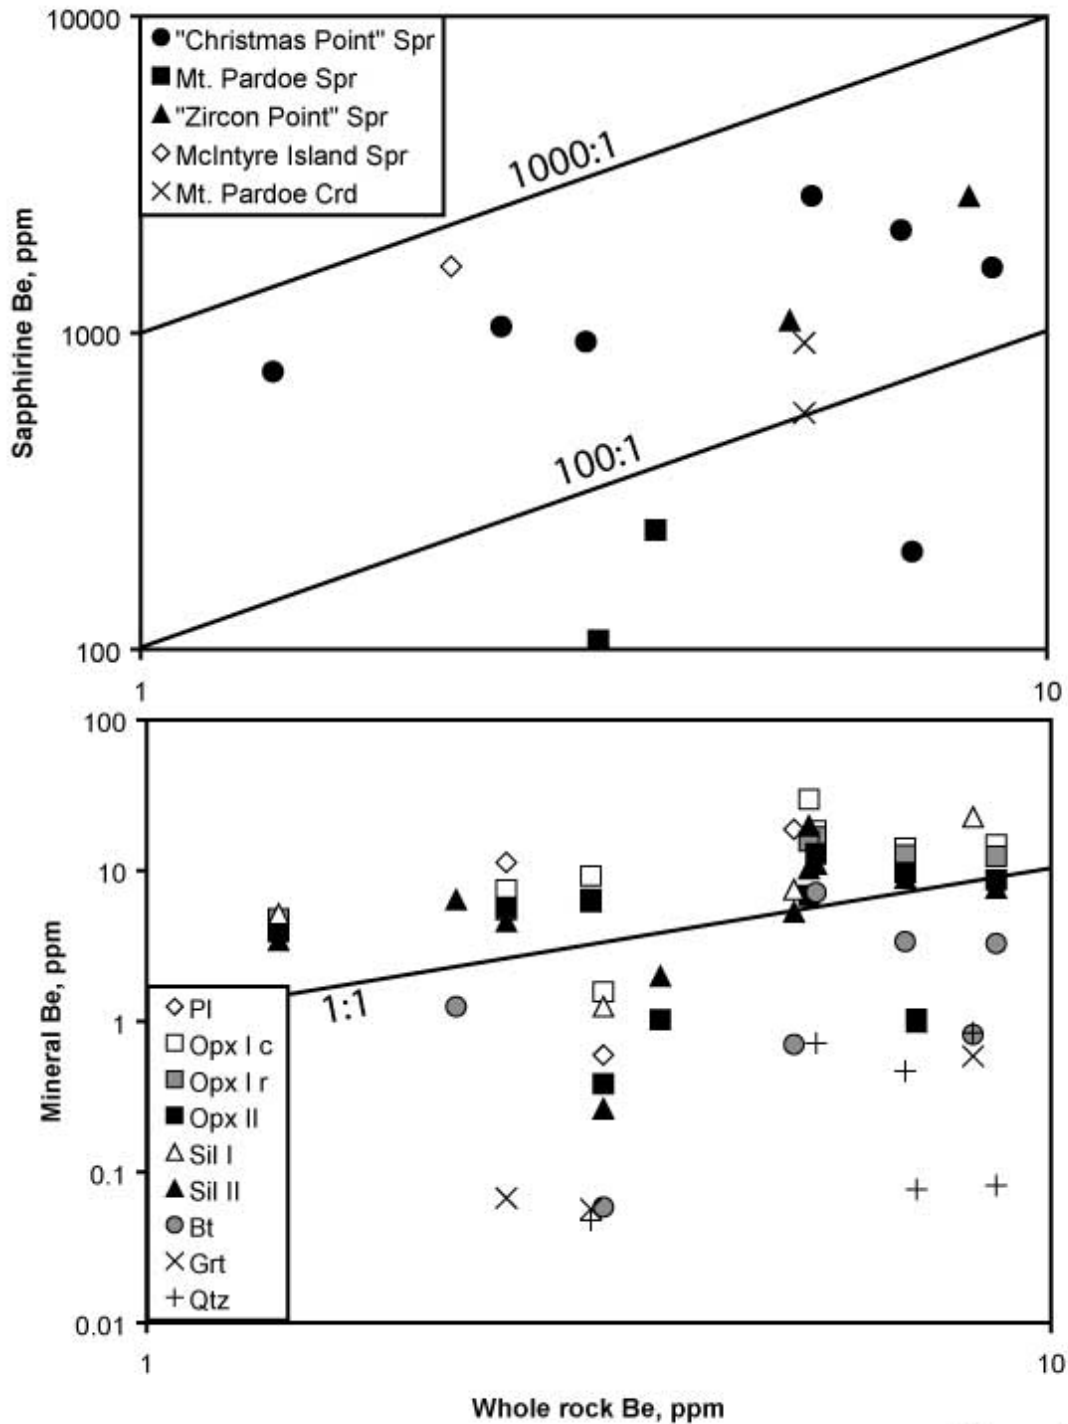 10000
"Christmas Point" Spr
Mt. Pardoe Spr
"Zircon Point" Spr
McIntyre Island Spr
Mt. Pardoe Crd
1000:1
Sapphirine Be, ppm
1000
100:1
100
1
10
100
10
Mineral Be, ppm
1:1
Pl
Opx I c
1
Opx I r
Opx II
Sil I
0.1
Sil II
Bt
Grt
Qtz
0.01
1
10
Whole rock Be, ppm